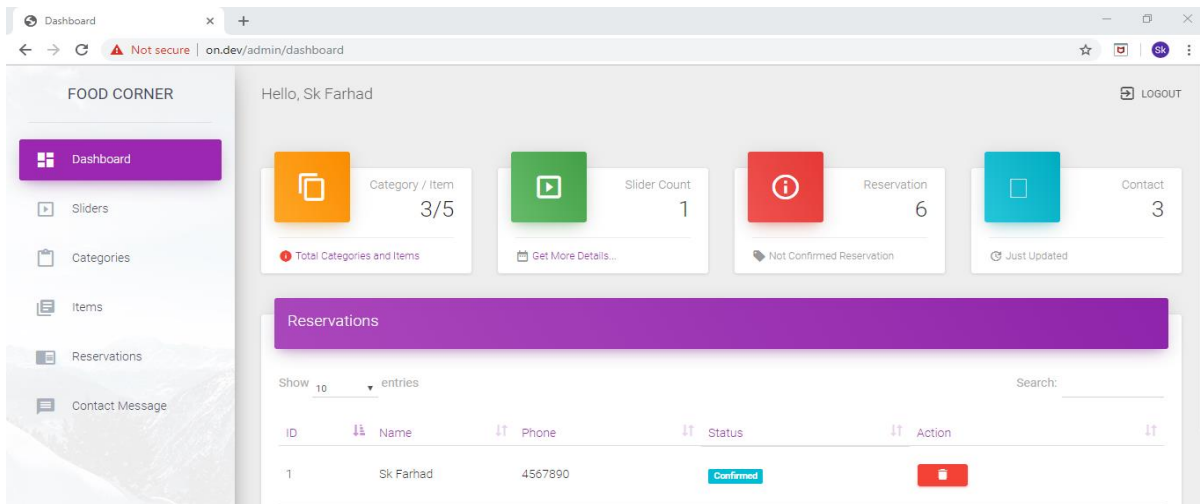 Dashboard
Not secure | on.dev/admin/dashboard
Sk
FOOD CORNER
Hello, Sk Farhad
LOGOUT
Dashboard
Sliders
Categories
Items
Reservations
Contact Message
Category / Item
3/5
Total Categories and Items
Slider Count
1
Get More Details...
Reservation
6
Not Confirmed Reservation
Contact
3
Just Updated
Reservations
Show 10 entries
Search:
ID Name Phone Status Action
1 Sk Farhad 4567890 Confirmed